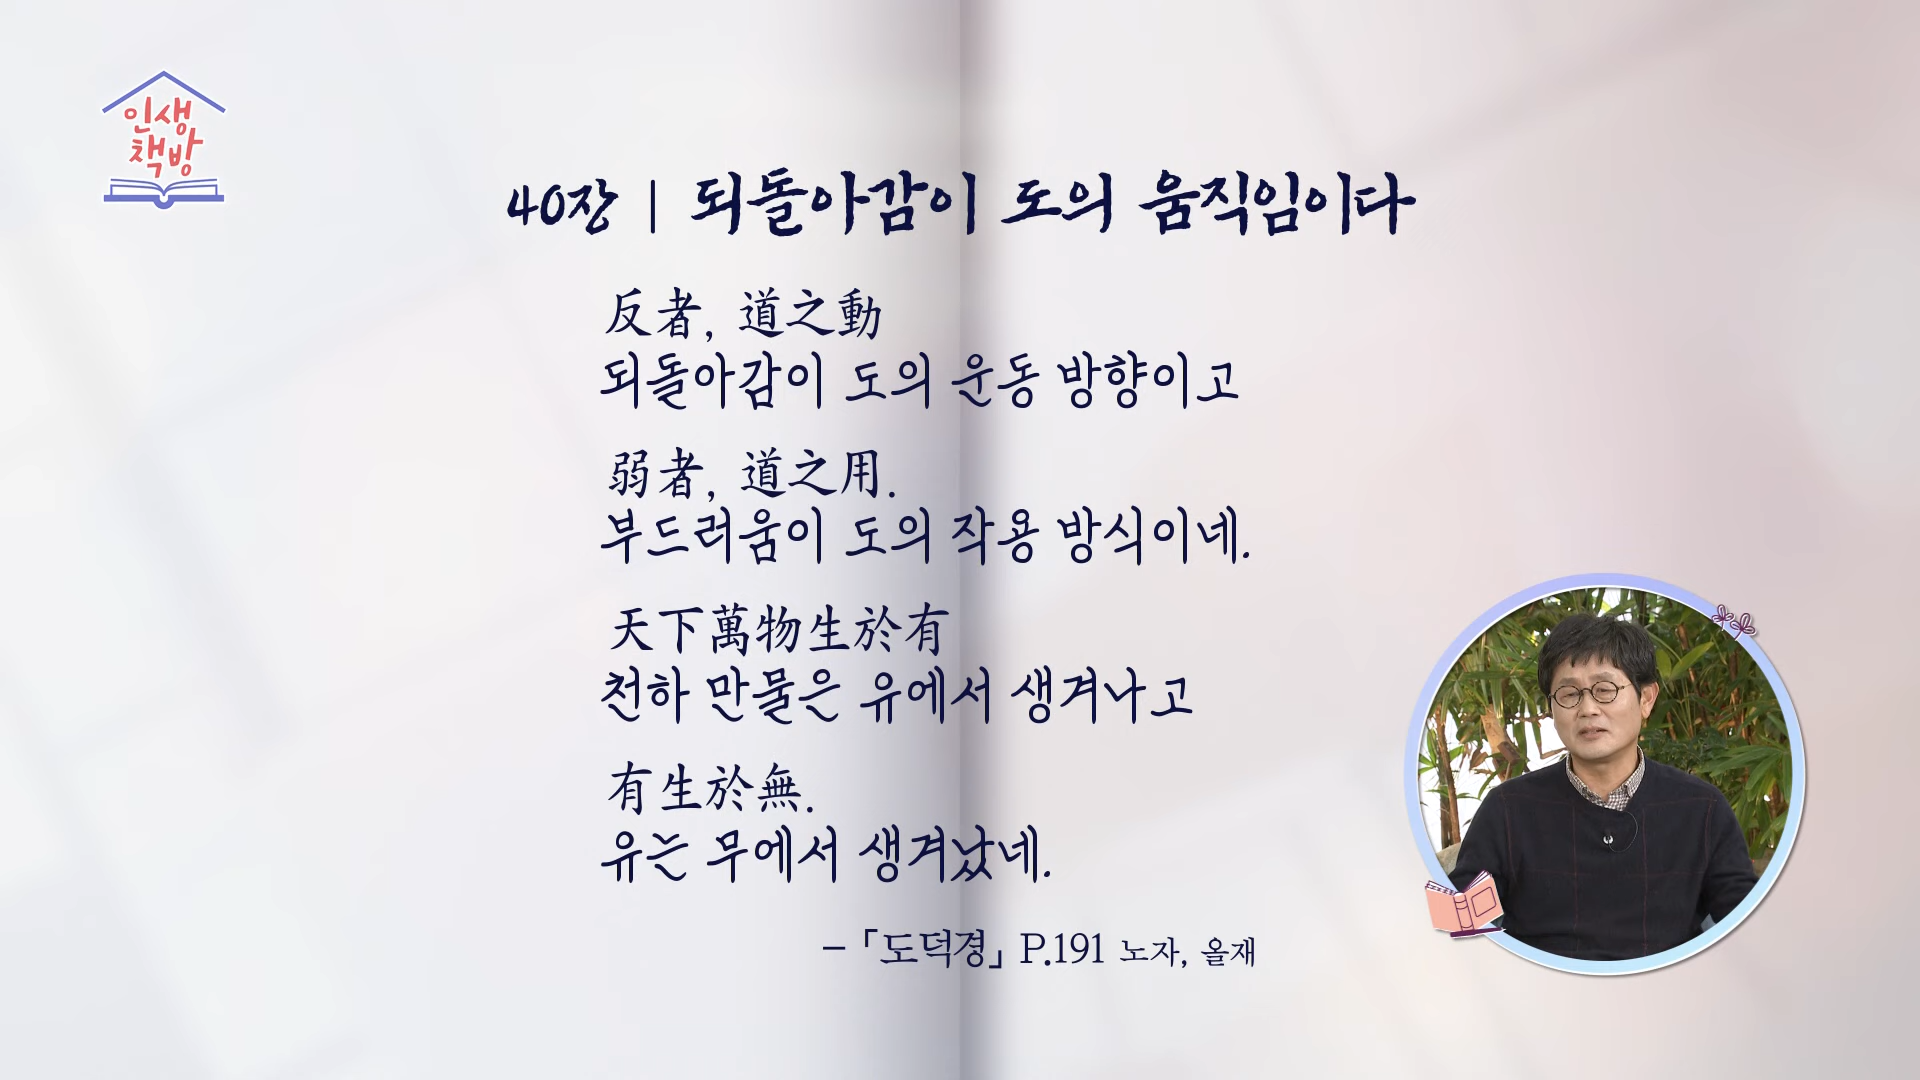 인생
책방
40장 | 되돌아감이 도의 움직임이다
反者, 道之動
되돌아감이 도의 운동 방향이고
弱者, 道之用.
부드러움이 도의 작용 방식이네.
天下萬物生於有
천하 만물은 유에서 생겨나고
有生於無.
유는 무에서 생겨났네.
-「도덕경」 P.191 노자, 올재